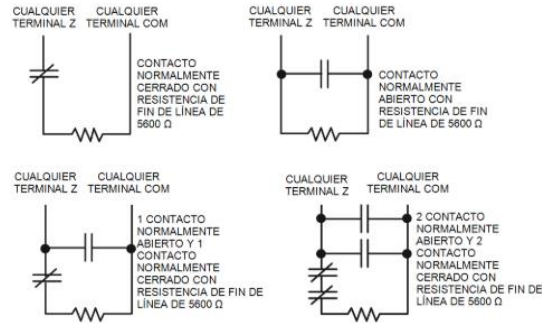 CUALQUIER
TERMINAL Z
CUALQUIER
TERMINAL COM
CONTACTO
NORMALMENTE
CERRADO CON
RESISTENCIA DE
FIN DE LÍNEA DE
5600 Ω
CUALQUIER
TERMINAL Z
CUALQUIER
TERMINAL COM
CONTACTO
NORMALMENTE
ABIERTO CON
RESISTENCIA DE FIN
DE LÍNEA DE 5600 Ω
CUALQUIER
TERMINAL Z
CUALQUIER
TERMINAL COM
1 CONTACTO
NORMALMENTE
ABIERTO Y 1
CONTACTO
NORMALMENTE
CERRADO CON
RESISTENCIA DE FIN DE
LÍNEA DE 5600 Ω
CUALQUIER
TERMINAL Z
CUALQUIER
TERMINAL COM
2 CONTACTO
NORMALMENTE
ABIERTO Y 2
CONTACTO
NORMALMENTE
CERRADO CON
RESISTENCIA DE FIN DE
LÍNEA DE 5600 Ω